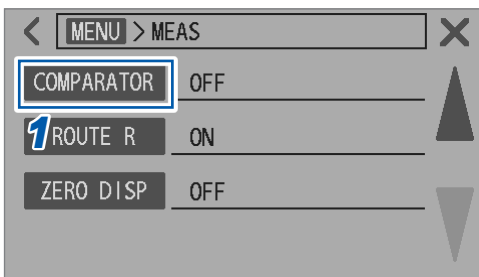 MENU > MEAS
COMPARATOR OFF
1
ROUTE R ON
ZERO DISP OFF